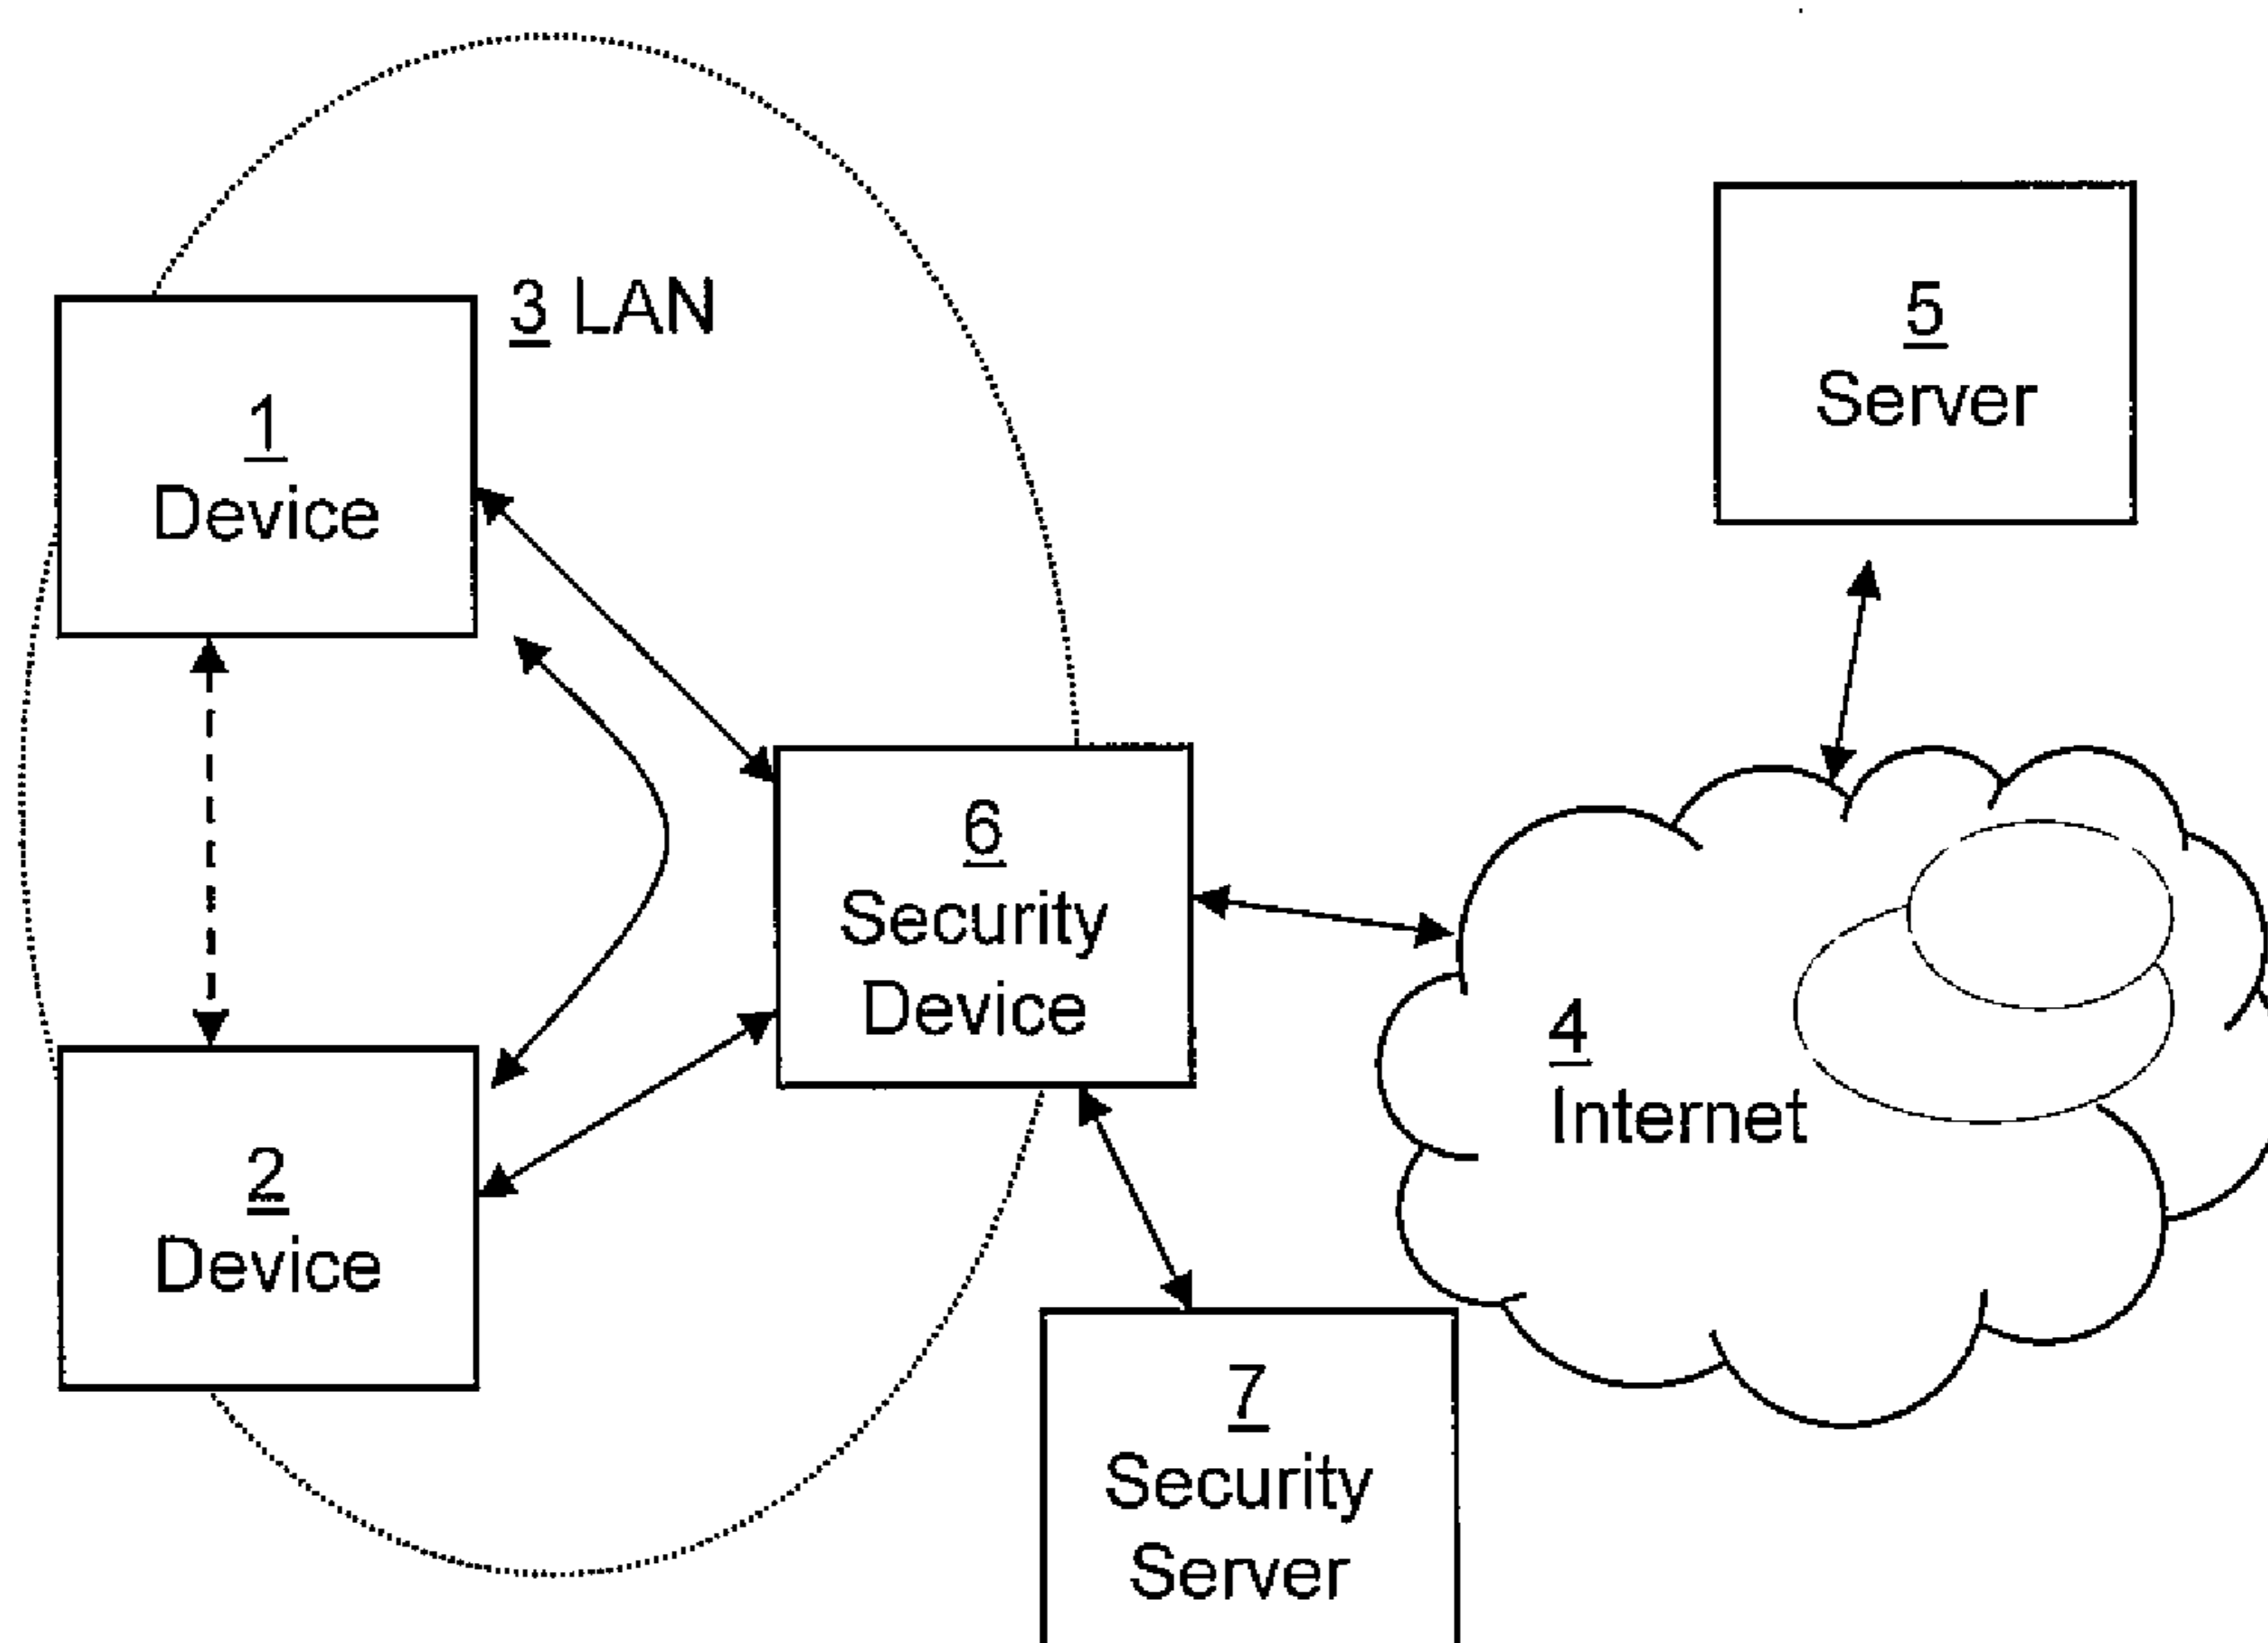 3 LAN
1
Device
5
Server
6
Security
Device
4
Internet
2
Device
7
Security
Server